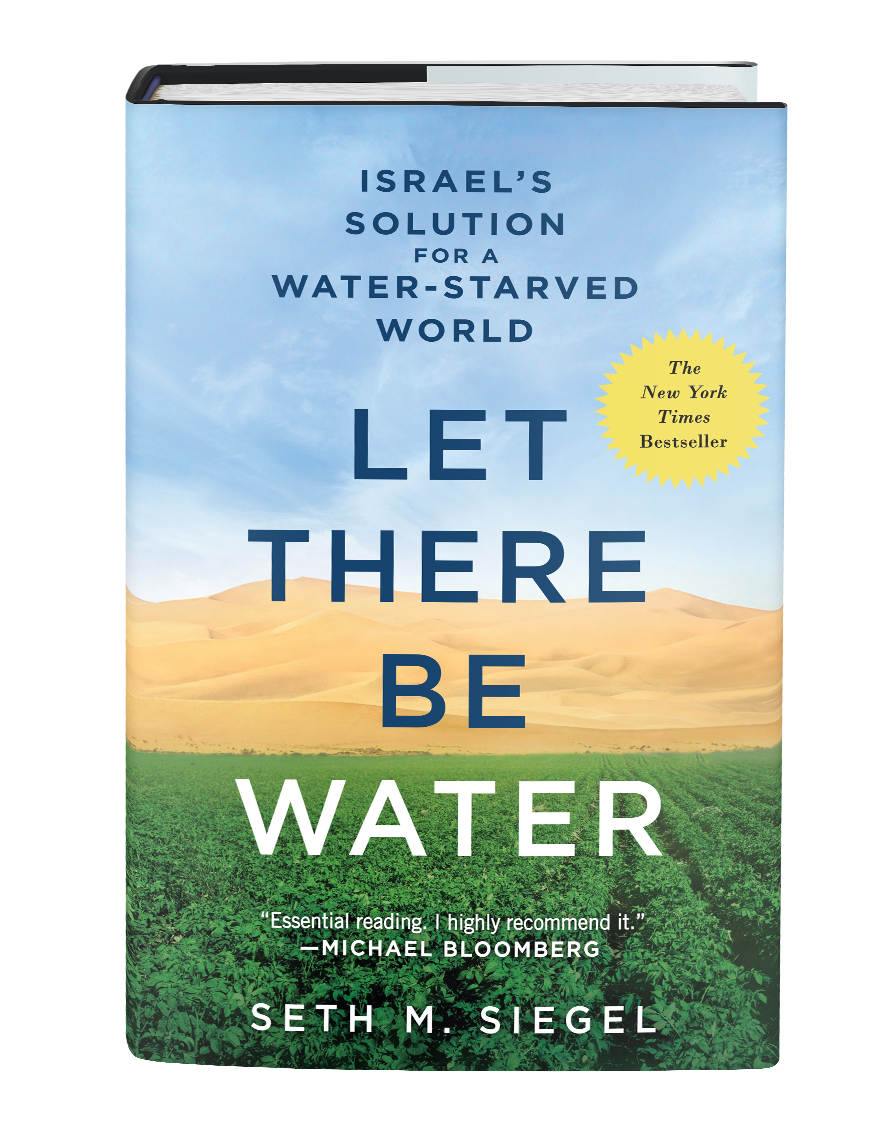 ISRAEL’S
SOLUTION
FOR A
WATER-STARVED
WORLD
The
New York
Times
Bestseller
LET
THERE
BE
WATER
“Essential reading. I highly recommend it.”
—MICHAEL BLOOMBERG
SETH M. SIEGEL